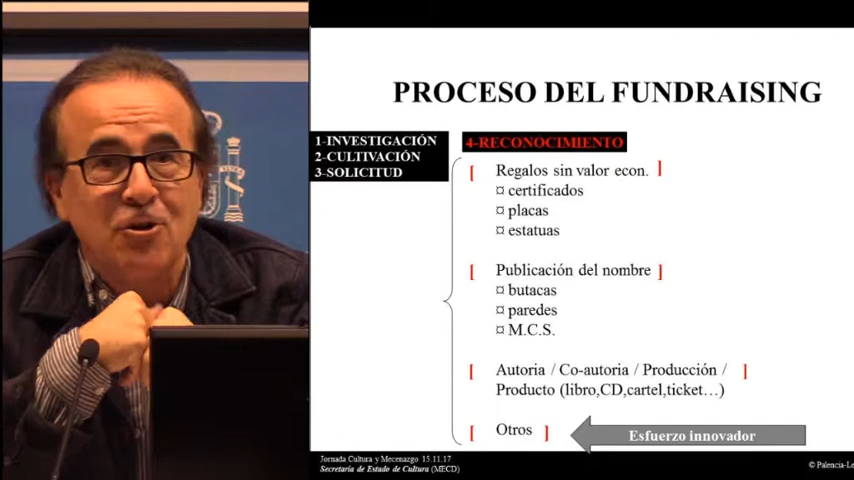 PROCESO DEL FUNDRAISING
1-INVESTIGACIÓN
2-CULTIVACIÓN
3-SOLICITUD
4-RECONOCIMIENTO
[ Regalos sin valor econ. ]
¤ certificados
¤ placas
¤ estatuas
[ Publicación del nombre ]
¤ butacas
¤ paredes
¤ M.C.S.
[ Autoria / Co-autoria / Producción / ]
Producto (libro,CD,cartel,ticket…)
[ Otros ]
Esfuerzo innovador
Jornada Cultura y Mecenazgo 15.11.17
Secretaría de Estado de Cultura (MECD)
© Palencia-Le